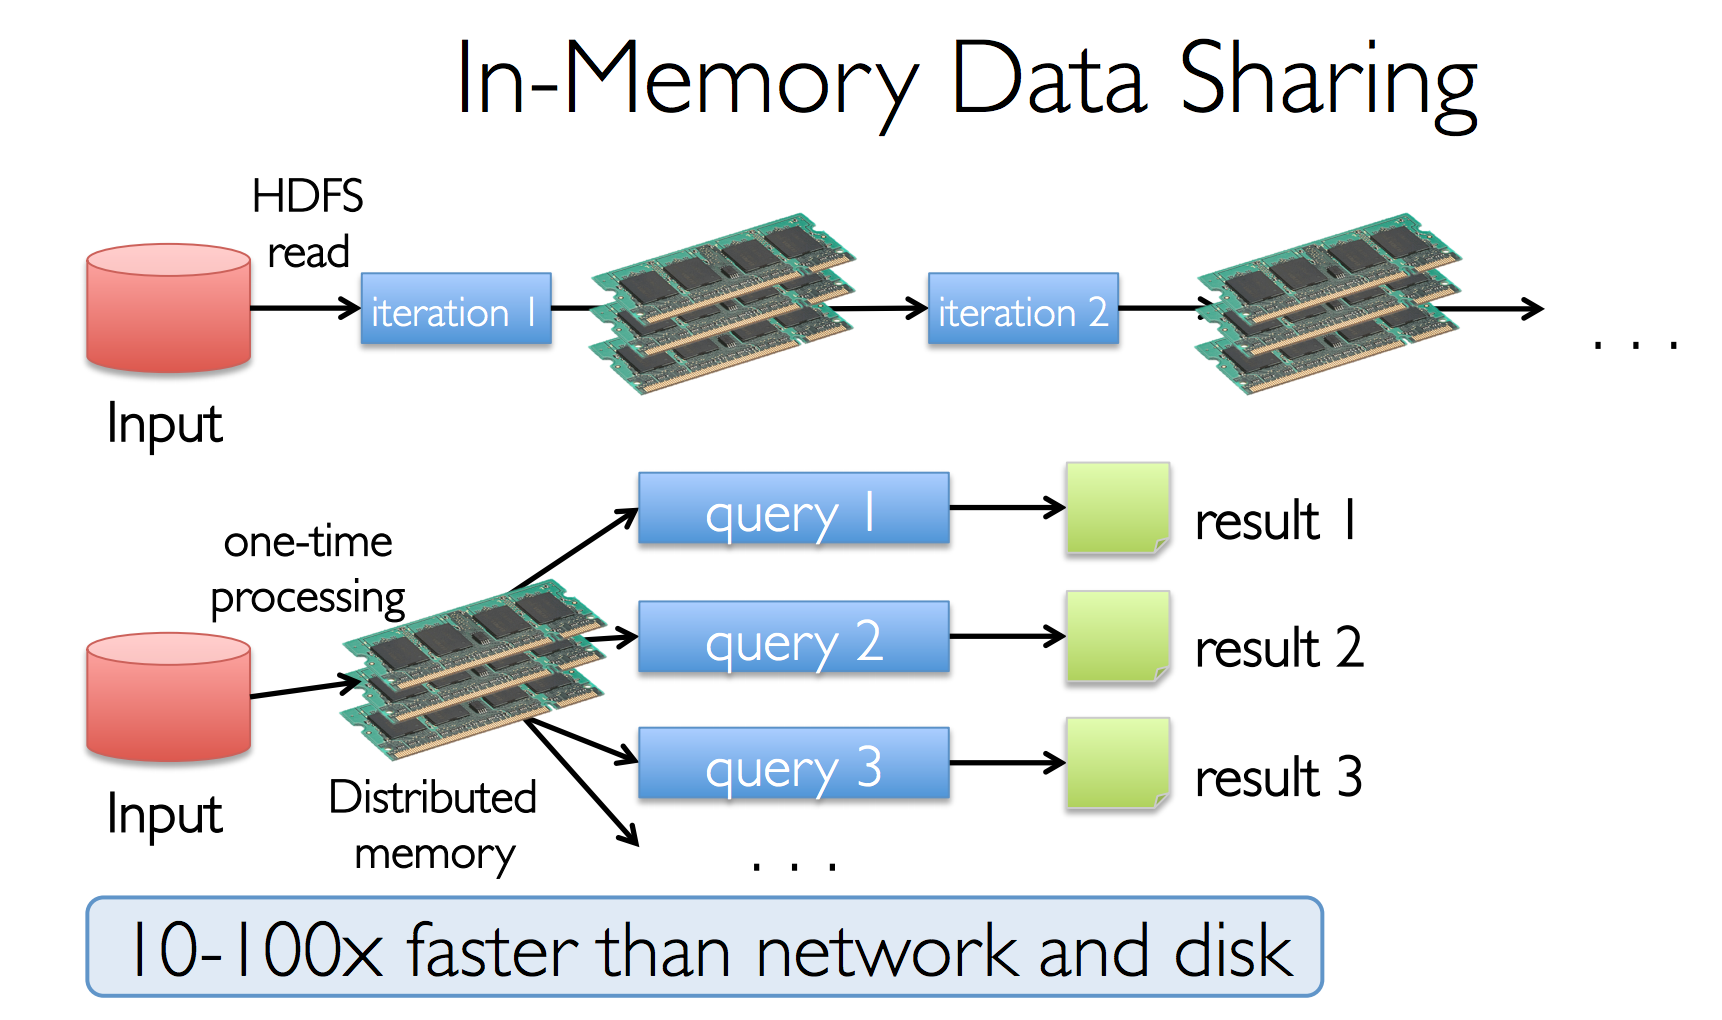 In-Memory Data Sharing
HDFS
read
iteration 1
iteration 2
. . .
Input
one-time
processing
query 1
result 1
query 2
result 2
query 3
result 3
Input
Distributed
memory
. . .
10-100x faster than network and disk